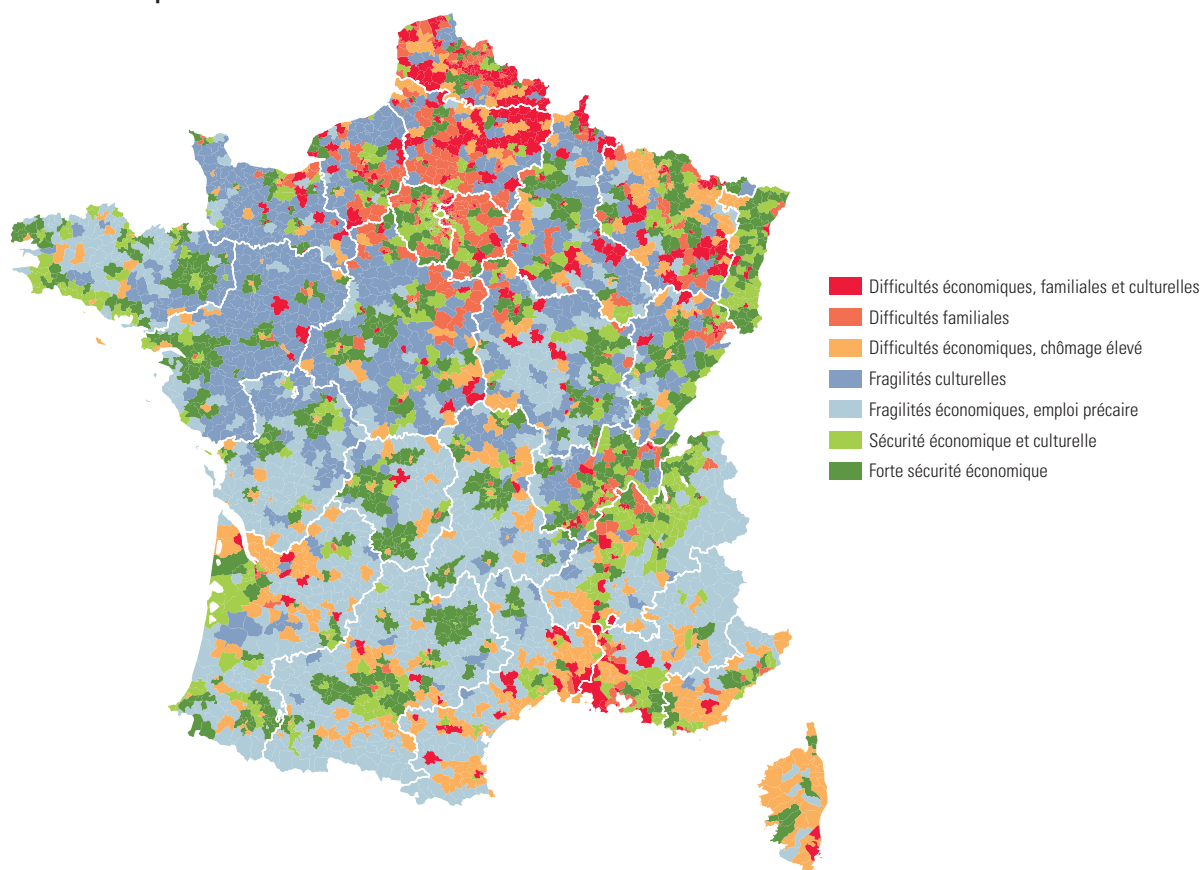 Difficultés économiques, familiales et culturelles
Difficultés familiales
Difficultés économiques, chômage élevé
Fragilités culturelles
Fragilités économiques, emploi précaire
Sécurité économique et culturelle
Forte sécurité économique